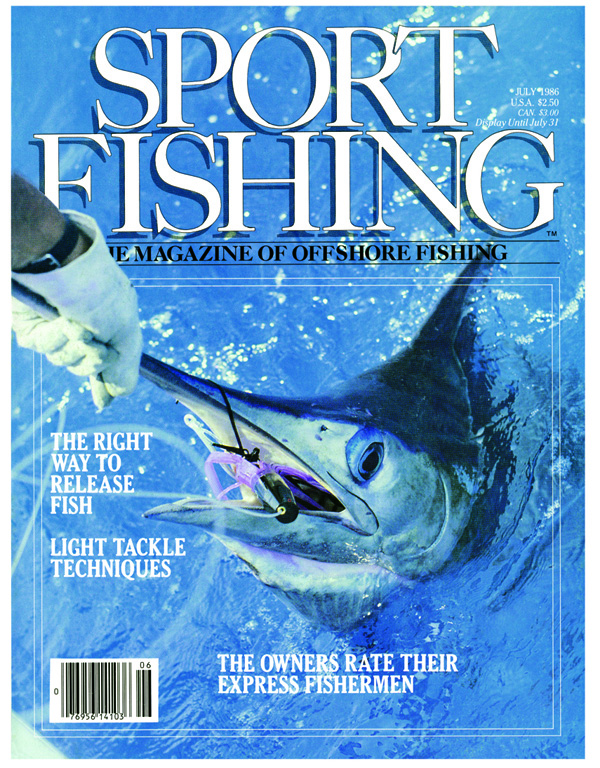 SPORT
FISHING
™
JULY 1986
U.S.A. $2.50
CAN. $3.00
Display Until July 31
MAGAZINE OF OFFSHORE FISHING
THE RIGHT
WAY TO
RELEASE
FISH
LIGHT TACKLE
TECHNIQUES
THE OWNERS RATE THEIR
EXPRESS FISHERMEN
06
0
76956 14103